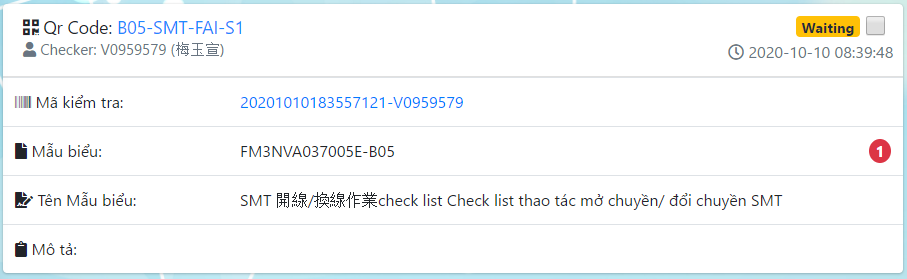 Qr Code: B05-SMT-FAI-S1
Waiting
Checker: V0959579 (梅玉宣)
2020-10-10 08:39:48
Mã kiểm tra: 20201010183557121-V0959579
Mẫu biểu: FM3NVA037005E-B05 1
Tên Mẫu biểu: SMT 開線/換線作業check list Check list thao tác mở chuyền/ đổi chuyền SMT
Mô tả: